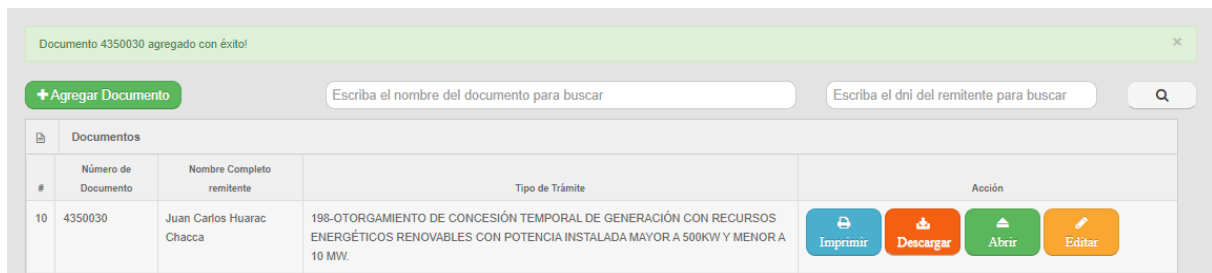 Documento 4350030 agregado con éxito!
×
Agregar Documento
Escriba el nombre del documento para buscar
Escriba el dni del remitente para buscar
Documentos
#
Número de
Documento
Nombre Completo
remitente
Tipo de Tràmite
Acción
10
4350030
Juan Carlos Huarac
Chacca
198-OTORGAMIENTO DE CONCESIÓN TEMPORAL DE GENERACIÓN CON RECURSOS
ENERGÉTICOS RENOVABLES CON POTENCIA INSTALADA MAYOR A 500KW Y MENOR A
10 MW.
Imprimir
Descargar
Abrir
Editar